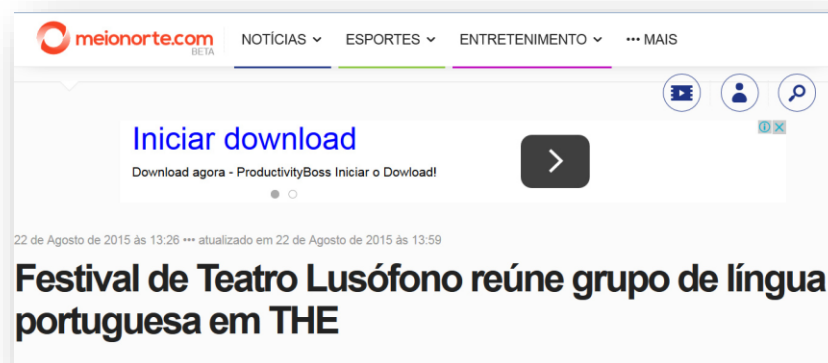 meionorte.com
BETA
NOTÍCIAS
ESPORTES
ENTRETENIMENTO
••• MAIS
Iniciar download
Download agora - ProductivityBoss Iniciar o Dowload!
22 de Agosto de 2015 às 13:26 ••• atualizado em 22 de Agosto de 2015 às 13:59
Festival de Teatro Lusófono reúne grupo de língua
portuguesa em THE